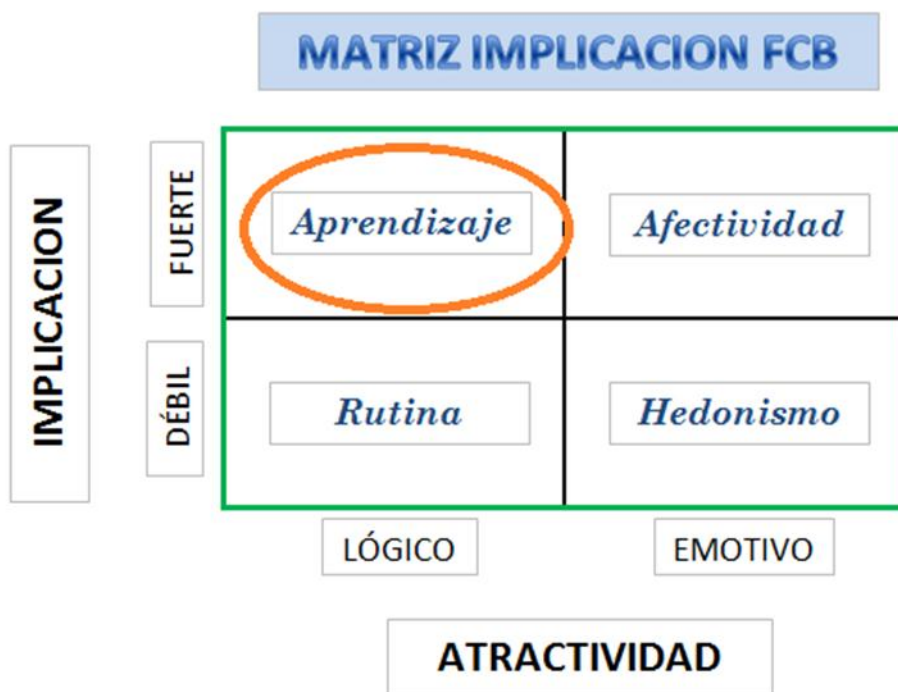 MATRIZ IMPLICACION FCB
IMPLICACION
FUERTE
Aprendizaje
Afectividad
DÉBIL
Rutina
Hedonismo
LÓGICO
EMOTIVO
ATRACTIVIDAD